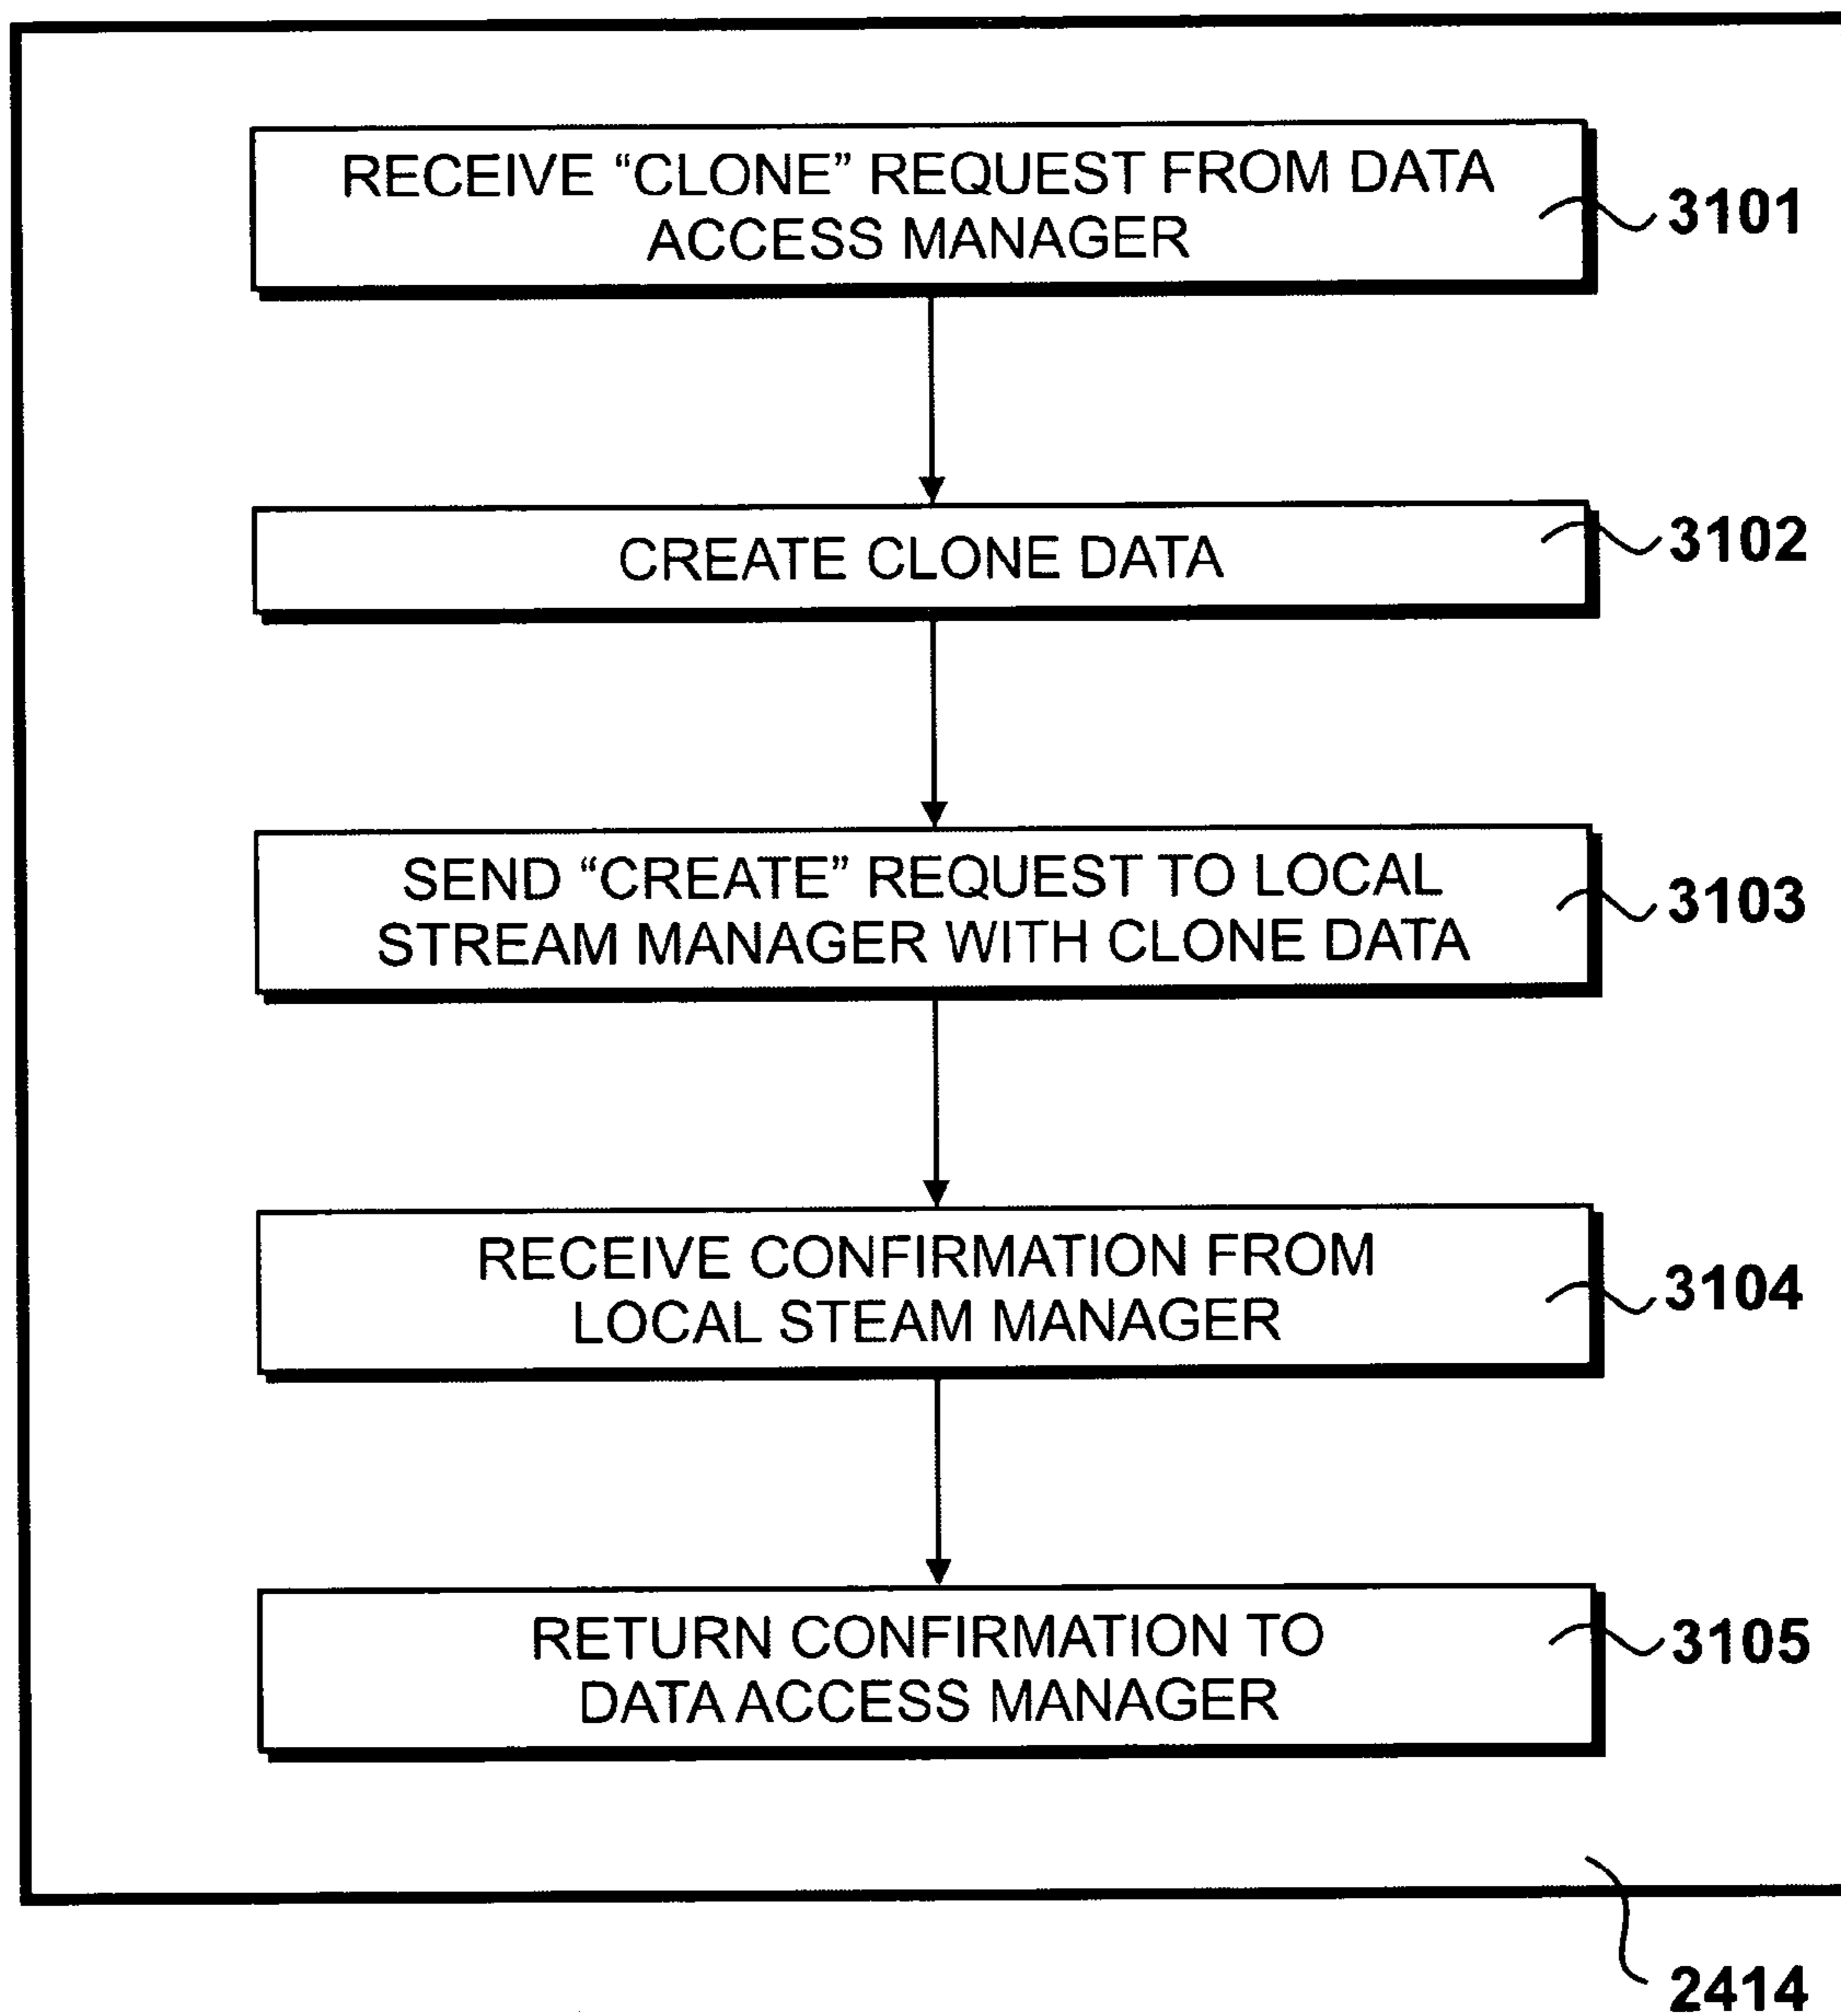 RECEIVE “CLONE” REQUEST FROM DATA
ACCESS MANAGER
3101
CREATE CLONE DATA
3102
SEND “CREATE” REQUEST TO LOCAL
STREAM MANAGER WITH CLONE DATA
3103
RECEIVE CONFIRMATION FROM
LOCAL STEAM MANAGER
3104
RETURN CONFIRMATION TO
DATA ACCESS MANAGER
3105
2414